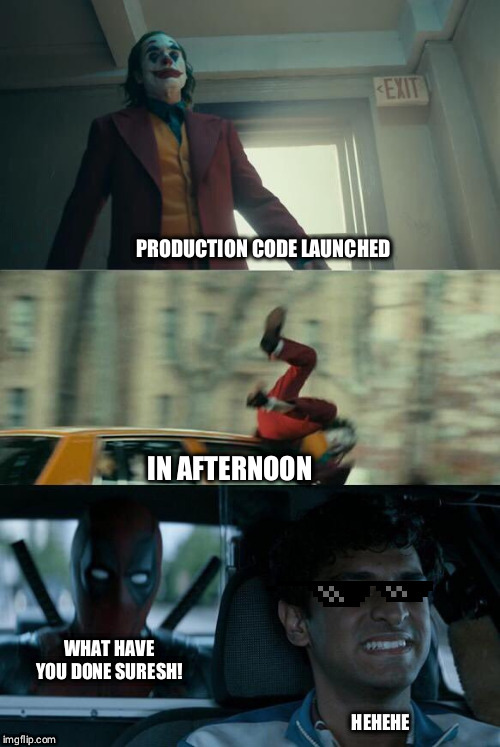 <EXIT
PRODUCTION CODE LAUNCHED
IN AFTERNOON
WHAT HAVE
YOU DONE SURESH!
HEHEHE
imgflip.com